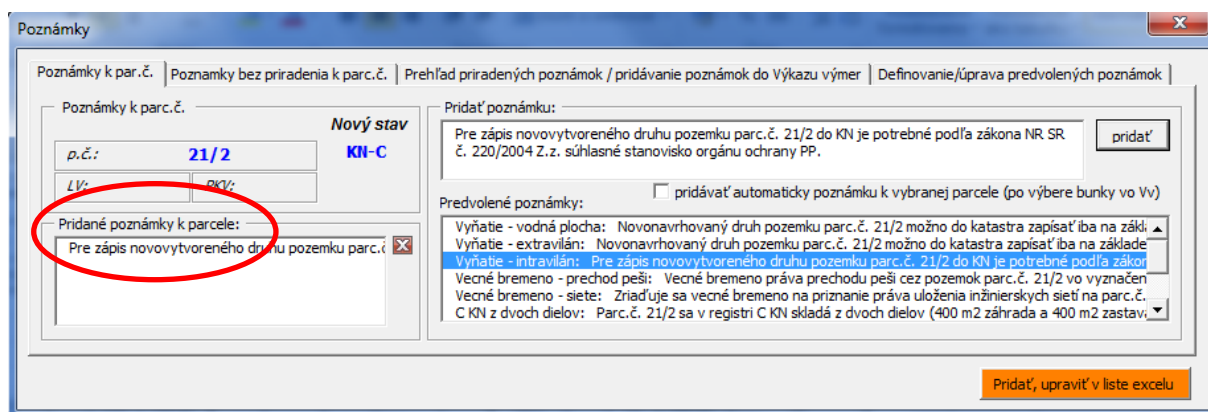 Poznámky
Poznámky k par.č.
Poznamky bez priradenia k parc.č.
Prehľad priradených poznámok / pridávanie poznámok do Výkazu výmer
Definovanie/úprava predvolených poznámok
Poznámky k parc.č.
Nový stav
p.č.: 21/2 KN-C
LV: PKV:
Pridané poznámky k parcele:
Pre zápis novovytvoreného druhu pozemku parc.č
Pridať poznámku:
Pre zápis novovytvoreného druhu pozemku parc.č. 21/2 do KN je potrebné podľa zákona NR SR
č. 220/2004 Z.z. súhlasné stanovisko orgánu ochrany PP.
pridať
pridávať automaticky poznámku k vybranej parcele (po výbere bunky vo Vv)
Predvolené poznámky:
Vyňatie - vodná plocha: Novonavrhovaný druh pozemku parc.č. 21/2 možno do katastra zapísať iba na zákl
Vyňatie - extravilán: Novonavrhovaný druh pozemku parc.č. 21/2 možno do katastra zapísať iba na základe
Vyňatie - intravilán: Pre zápis novovytvoreného druhu pozemku parc.č. 21/2 do KN je potrebné podľa zákon
Vecné bremeno - prechod peši: Vecné bremeno práva prechodu peši cez pozemok parc.č. 21/2 vo vyznačen
Vecné bremeno - siete: Zriaďuje sa vecné bremeno na priznanie práva uloženia inžinierskych sietí na parc.č.
C KN z dvoch dielov: Parc.č. 21/2 sa v registri C KN skladá z dvoch dielov (400 m2 záhrada a 400 m2 zastav
Pridať, upraviť v liste excelu